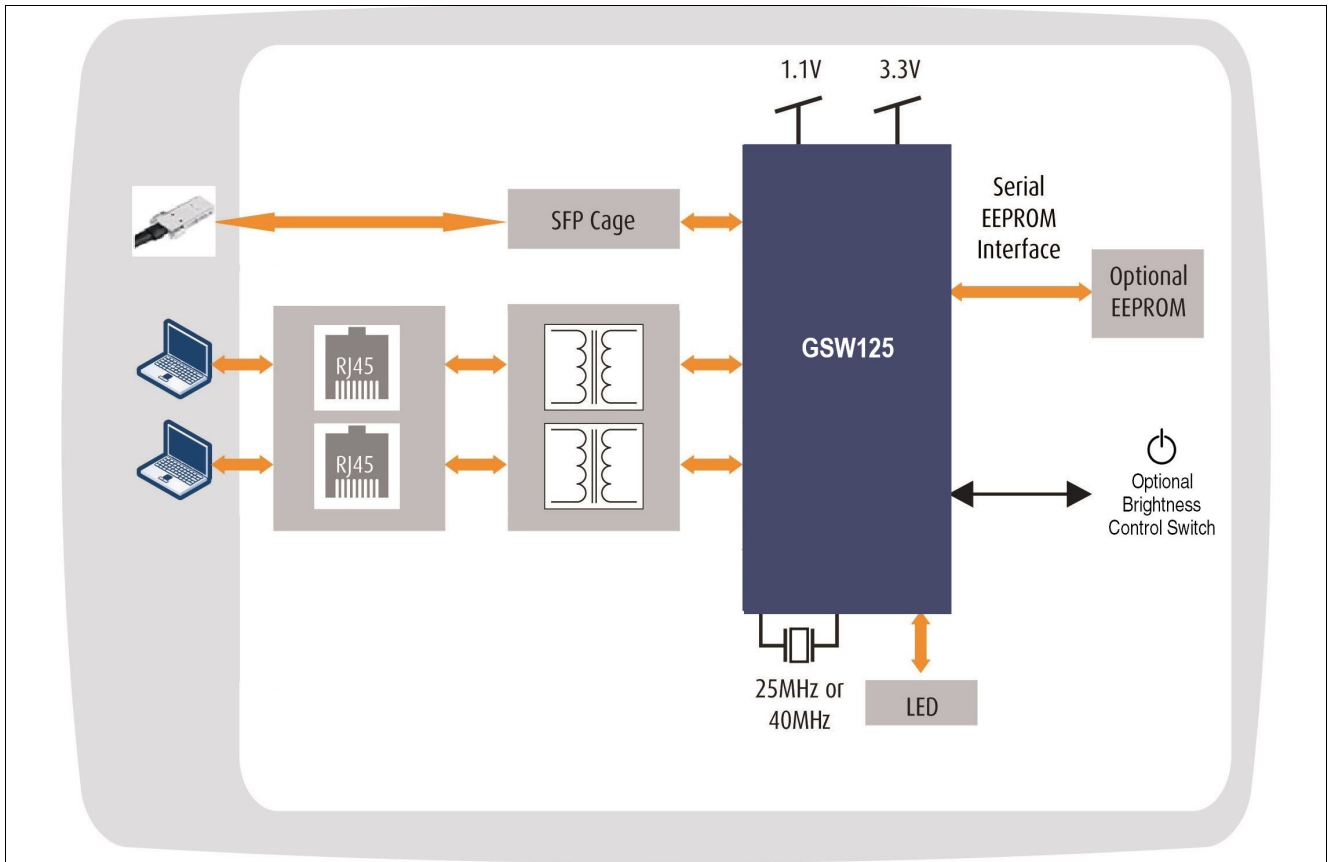 1.1V
3.3V
SFP Cage
Serial
EEPROM
Interface
Optional
EEPROM
GSW125
RJ45
RJ45
Optional
Brightness
Control Switch
25MHz or
40MHz
LED